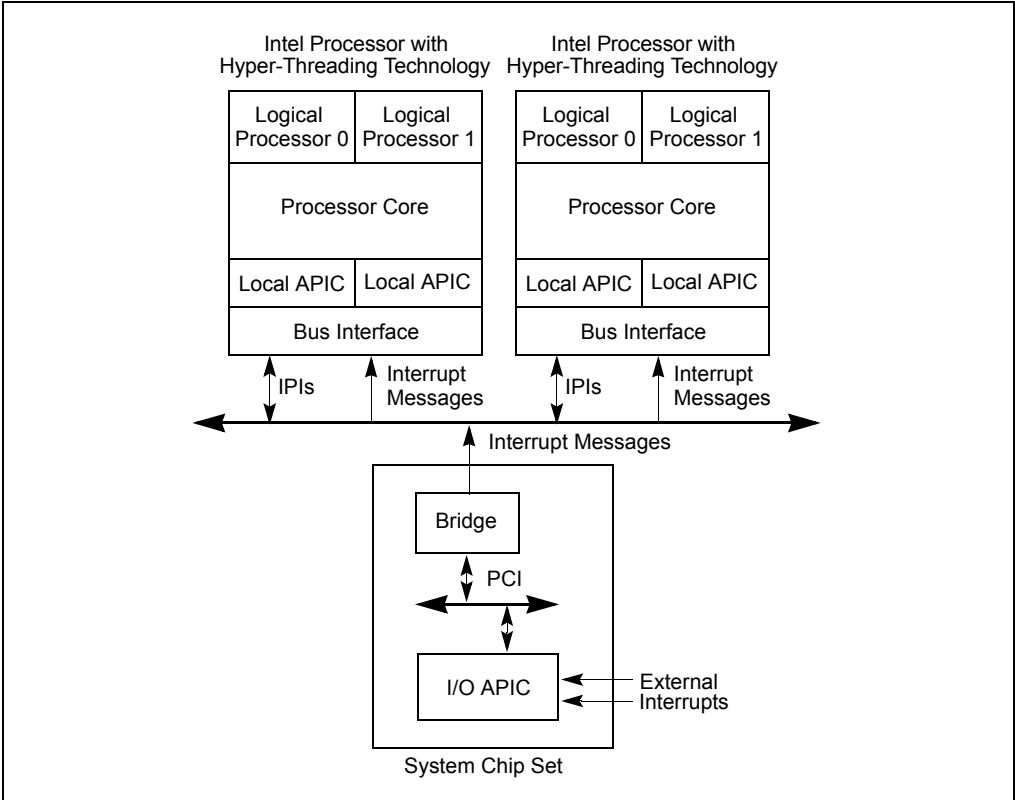 Intel Processor with
Hyper-Threading Technology
Intel Processor with
Hyper-Threading Technology
Logical
Processor 0
Logical
Processor 1
Logical
Processor 0
Logical
Processor 1
Processor Core
Processor Core
Local APIC
Local APIC
Local APIC
Local APIC
Bus Interface
Bus Interface
IPIs
Interrupt
Messages
IPIs
Interrupt
Messages
Interrupt Messages
Bridge
PCI
I/O APIC
External
Interrupts
System Chip Set